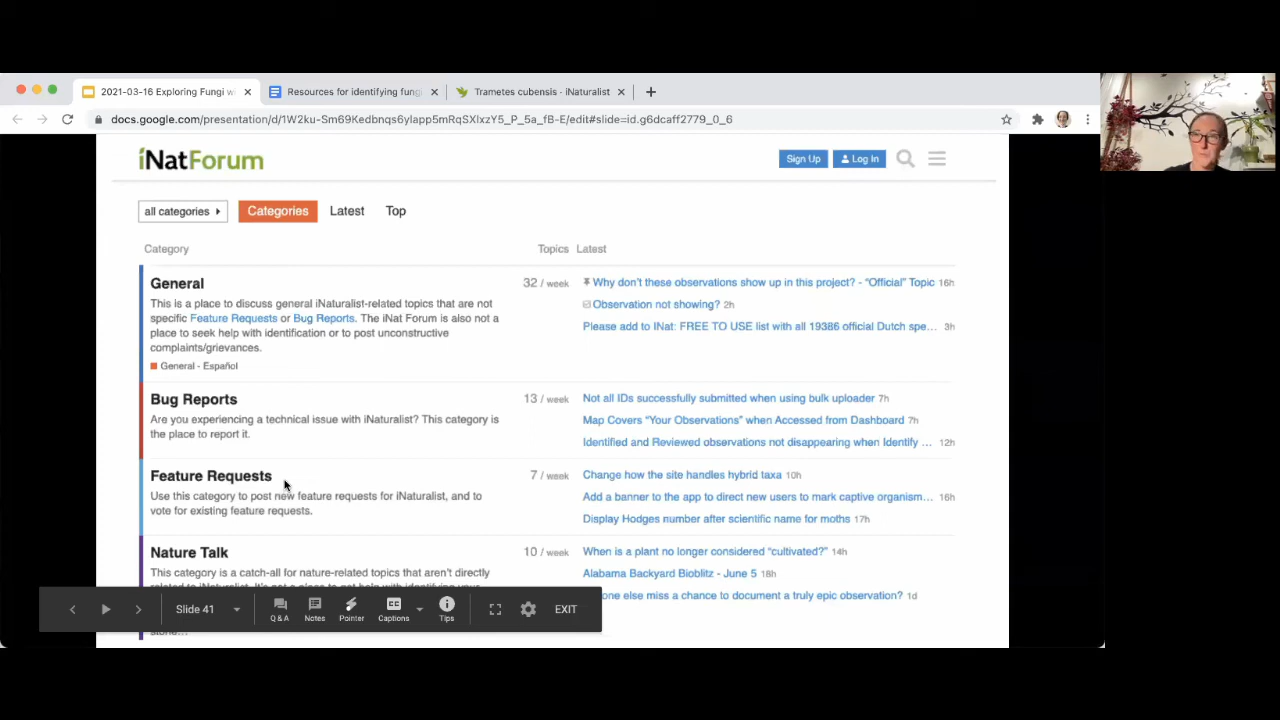 2021-03-16 Exploring Fungi w
Resources for identifying fung
Trametes cubensis · iNaturalist
docs.google.com/presentation/d/1W2ku-Sm69Kedbnqs6ylapp5mRqSXIxzY5_P_5a_fB-E/edit#slide=id.g6dcaff2779_0_6
iNatForum
Sign Up
Log In
all categories
Categories
Latest
Top
Category
Topics
Latest
General
32 / week
This is a place to discuss general iNaturalist-related topics that are not
specific Feature Requests or Bug Reports. The iNat Forum is also not a
place to seek help with identification or to post unconstructive
complaints/grievances.
General - Español
Why don't these observations show up in this project? - "Official" Topic 16h
Observation not showing? 2h
Please add to INat: FREE TO USE list with all 19386 official Dutch spe... 3h
Bug Reports
13 / week
Are you experiencing a technical issue with iNaturalist? This category is
the place to report it.
Not all IDs successfully submitted when using bulk uploader 7h
Map Covers "Your Observations" when Accessed from Dashboard 7h
Identified and Reviewed observations not disappearing when Identify ... 12h
Feature Requests
7 / week
Use this category to post new feature requests for iNaturalist, and to
vote for existing feature requests.
Change how the site handles hybrid taxa 10h
Add a banner to the app to direct new users to mark captive organism... 16h
Display Hodges number after scientific name for moths 17h
Nature Talk
10 / week
This category is a catch-all for nature-related topics that aren't directly
When is a plant no longer considered "cultivated?" 14h
Alabama Backyard Bioblitz - June 5 18h
one else miss a chance to document a truly epic observation? 1d
Slide 41
Q & A
Notes
Pointer
CC
Captions
Tips
EXIT